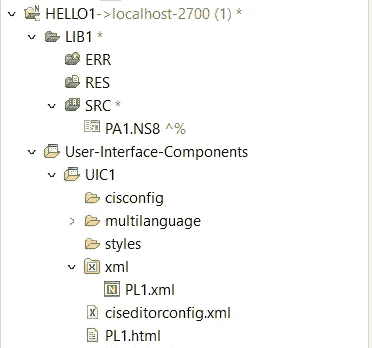 HELLO1->localhost-2700 (1) *
LIB1 *
ERR
RES
SRC *
PA1.NS8 ^%
User-Interface-Components
UIC1
cisconfig
multilanguage
styles
xml
PL1.xml
ciseditorconfig.xml
PL1.html